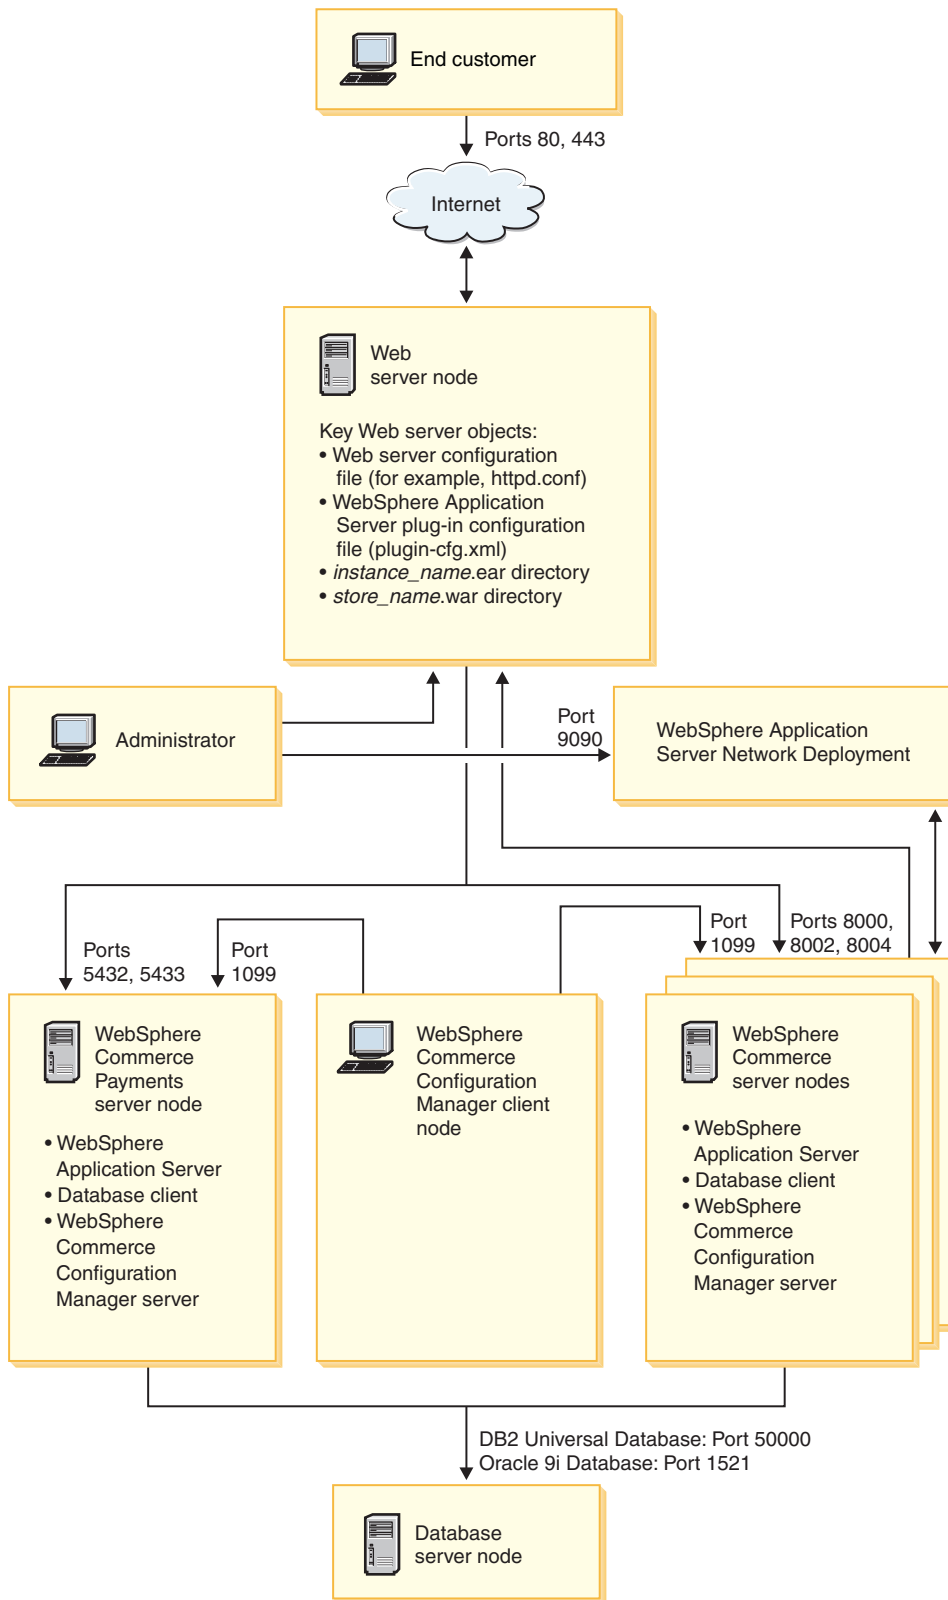 End customer
Ports 80, 443
Internet
Web
server node
Key Web server objects:
• Web server configuration
file (for example, httpd.conf)
• WebSphere Application
Server plug-in configuration
file (plugin-cfg.xml)
• instance_name.ear directory
• store_name.war directory
Administrator
Port
9090
WebSphere Application
Server Network Deployment
Ports
5432, 5433
Port
1099
Port
1099
Ports 8000,
8002, 8004
WebSphere
Commerce
Payments
server node
• WebSphere
Application Server
• Database client
• WebSphere
Commerce
Configuration
Manager server
WebSphere
Commerce
Configuration
Manager client
node
WebSphere
Commerce
server nodes
• WebSphere
Application Server
• Database client
• WebSphere
Commerce
Configuration
Manager server
DB2 Universal Database: Port 50000
Oracle 9i Database: Port 1521
Database
server node